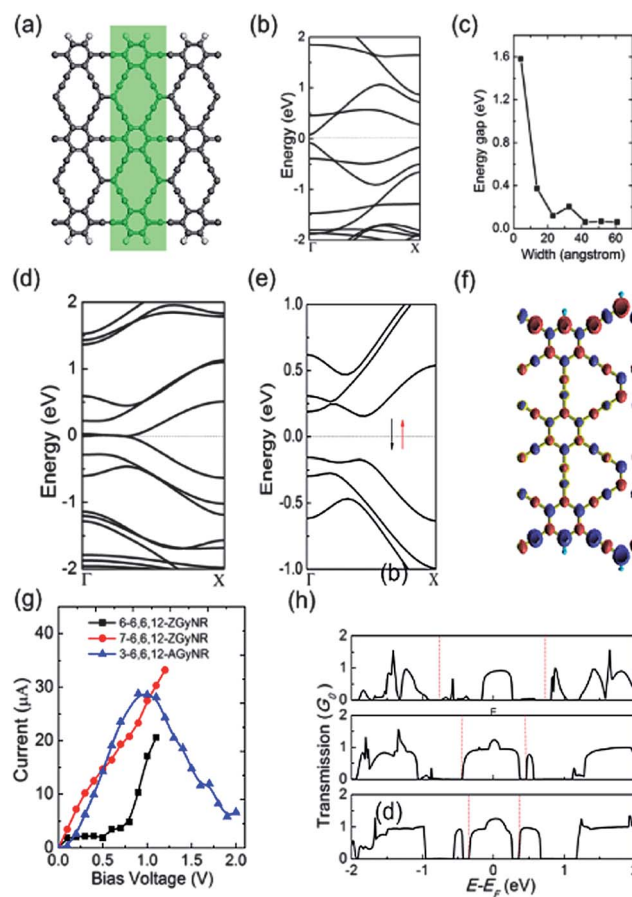 (a)
(b)
(c)
2
1
0
-1
-2
Energy (eV)
Γ
X
1.6
1.2
0.8
0.4
0.0
Energy gap (eV)
0 20 40 60
Width (angstrom)
(d)
2
1
0
-1
-2
Energy (eV)
Γ
X
(e)
1.0
0.5
0.0
-0.5
-1.0
Energy (eV)
Γ
X
(b)
(f)
(g)
45
40
30
20
10
0
Current (μA)
6-6,6,12-ZGyNR
7-6,6,12-ZGyNR
3-6,6,12-AGyNR
0.0 0.5 1.0 1.5 2.0
Bias Voltage (V)
(h)
2
1
0
2
1
0
2
1
0
Transmission (G₀)
(d)
-2 -1 0 1 2
E-E_F (eV)